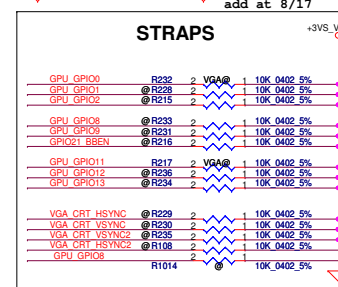 add at 8/17
STRAPS
+3VS_V
GPU_GPIO0 R232 2 VGA@ 1 10K_0402_5%
GPU_GPIO1 @ R228 2 1 10K_0402_5%
GPU_GPIO2 @ R215 2 1 10K_0402_5%
GPU_GPIO8 @ R233 2 1 10K_0402_5%
GPU_GPIO9 @ R231 2 1 10K_0402_5%
GPIO21_BBEN @ R216 2 1 10K_0402_5%
GPU_GPIO11 R217 2 VGA@ 1 10K_0402_5%
GPU_GPIO12 @ R236 2 1 10K_0402_5%
GPU_GPIO13 @ R234 2 1 10K_0402_5%
VGA_CRT_HSYNC @ R229 2 1 10K_0402_5%
VGA_CRT_VSYNC @ R230 2 1 10K_0402_5%
VGA_CRT_VSYNC2 @ R235 2 1 10K_0402_5%
VGA_CRT_HSYNC2 @ R108 2 1 10K_0402_5%
GPU_GPIO8 2 1
R1014 @ 10K_0402_5%